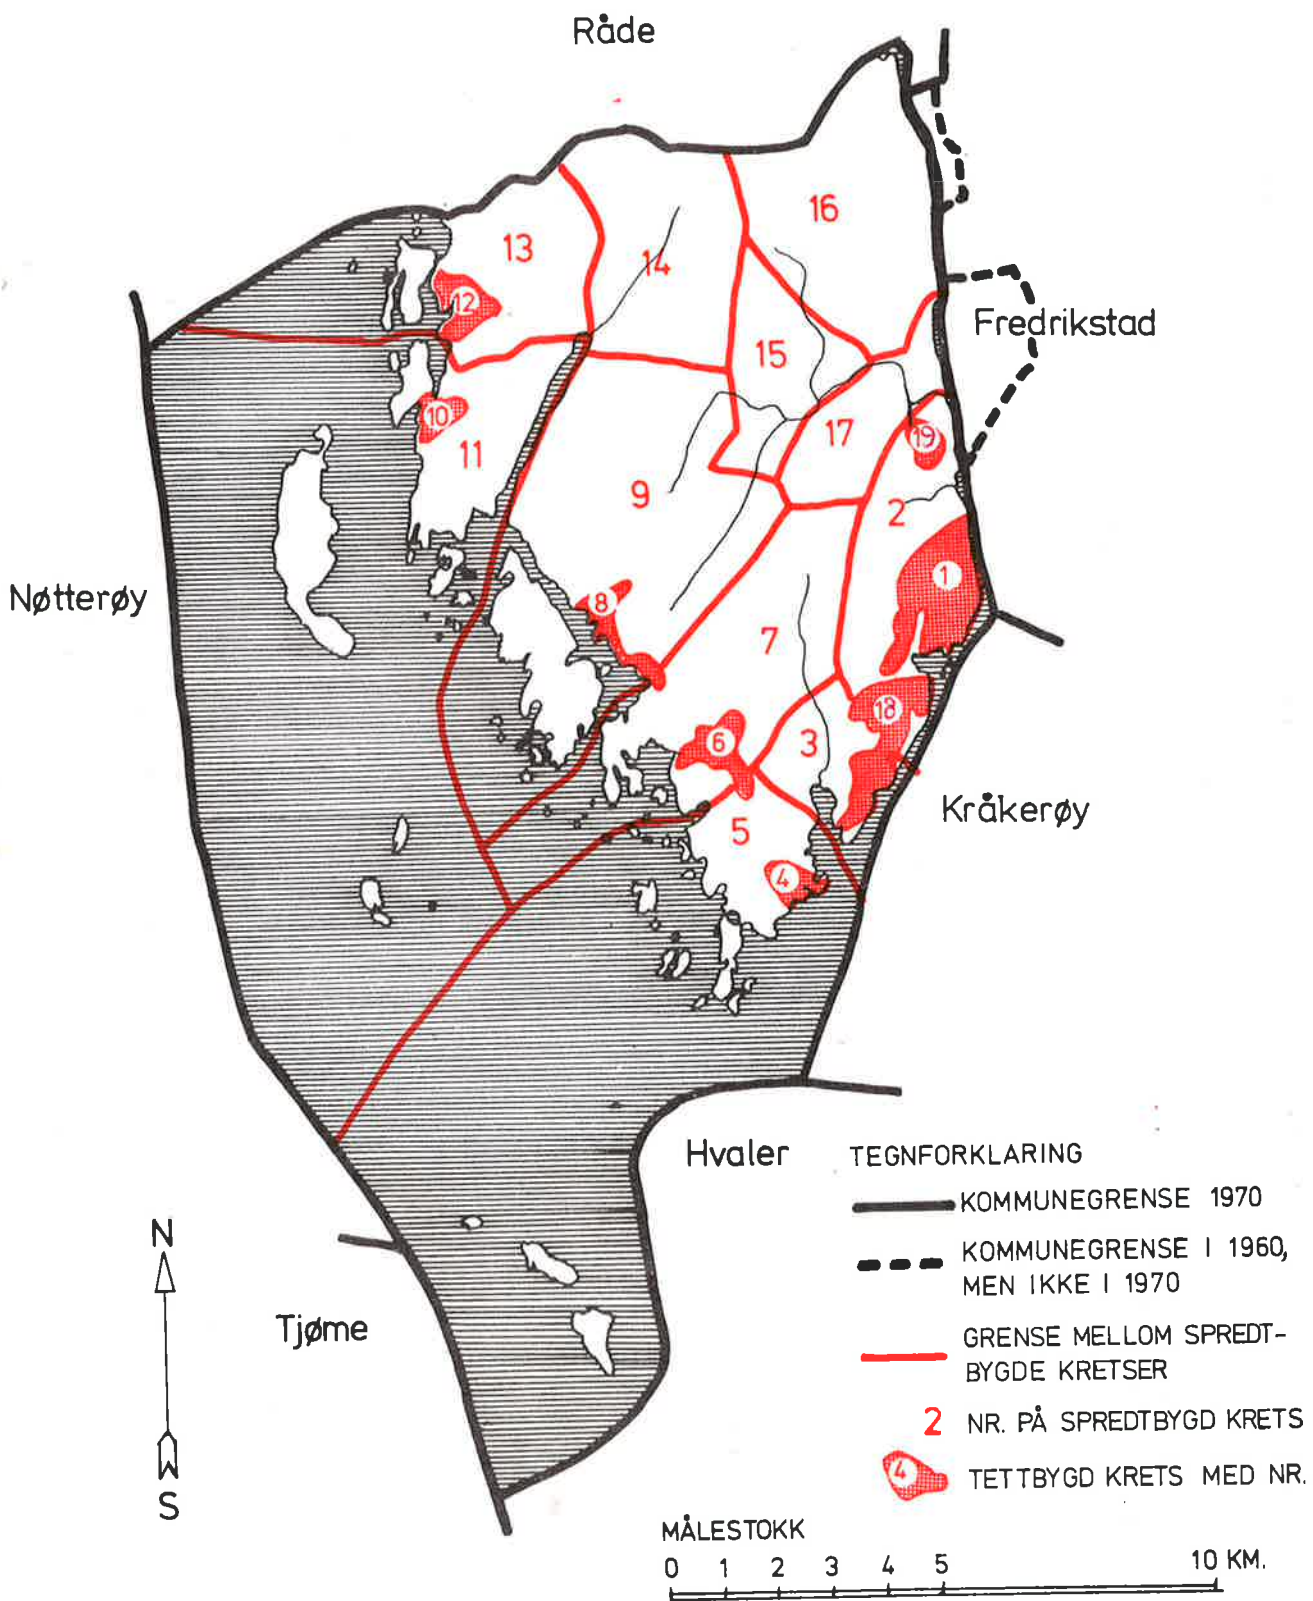 Råde
16
13
14
12
Fredrikstad
15
10
17
19
11
9
2
Nøtterøy
1
8
7
18
6
3
Kråkerøy
5
4
Hvaler
TEGNFORKLARING
KOMMUNEGRENSE 1970
KOMMUNEGRENSE I 1960,
MEN IKKE I 1970
N
Tjøme
GRENSE MELLOM SPREDT-
BYGDE KRETSER
2 NR. PÅ SPREDTBYGD KRETS
4 TETTBYGD KRETS MED NR.
S
MÅLESTOKK
0 1 2 3 4 5 10 KM.